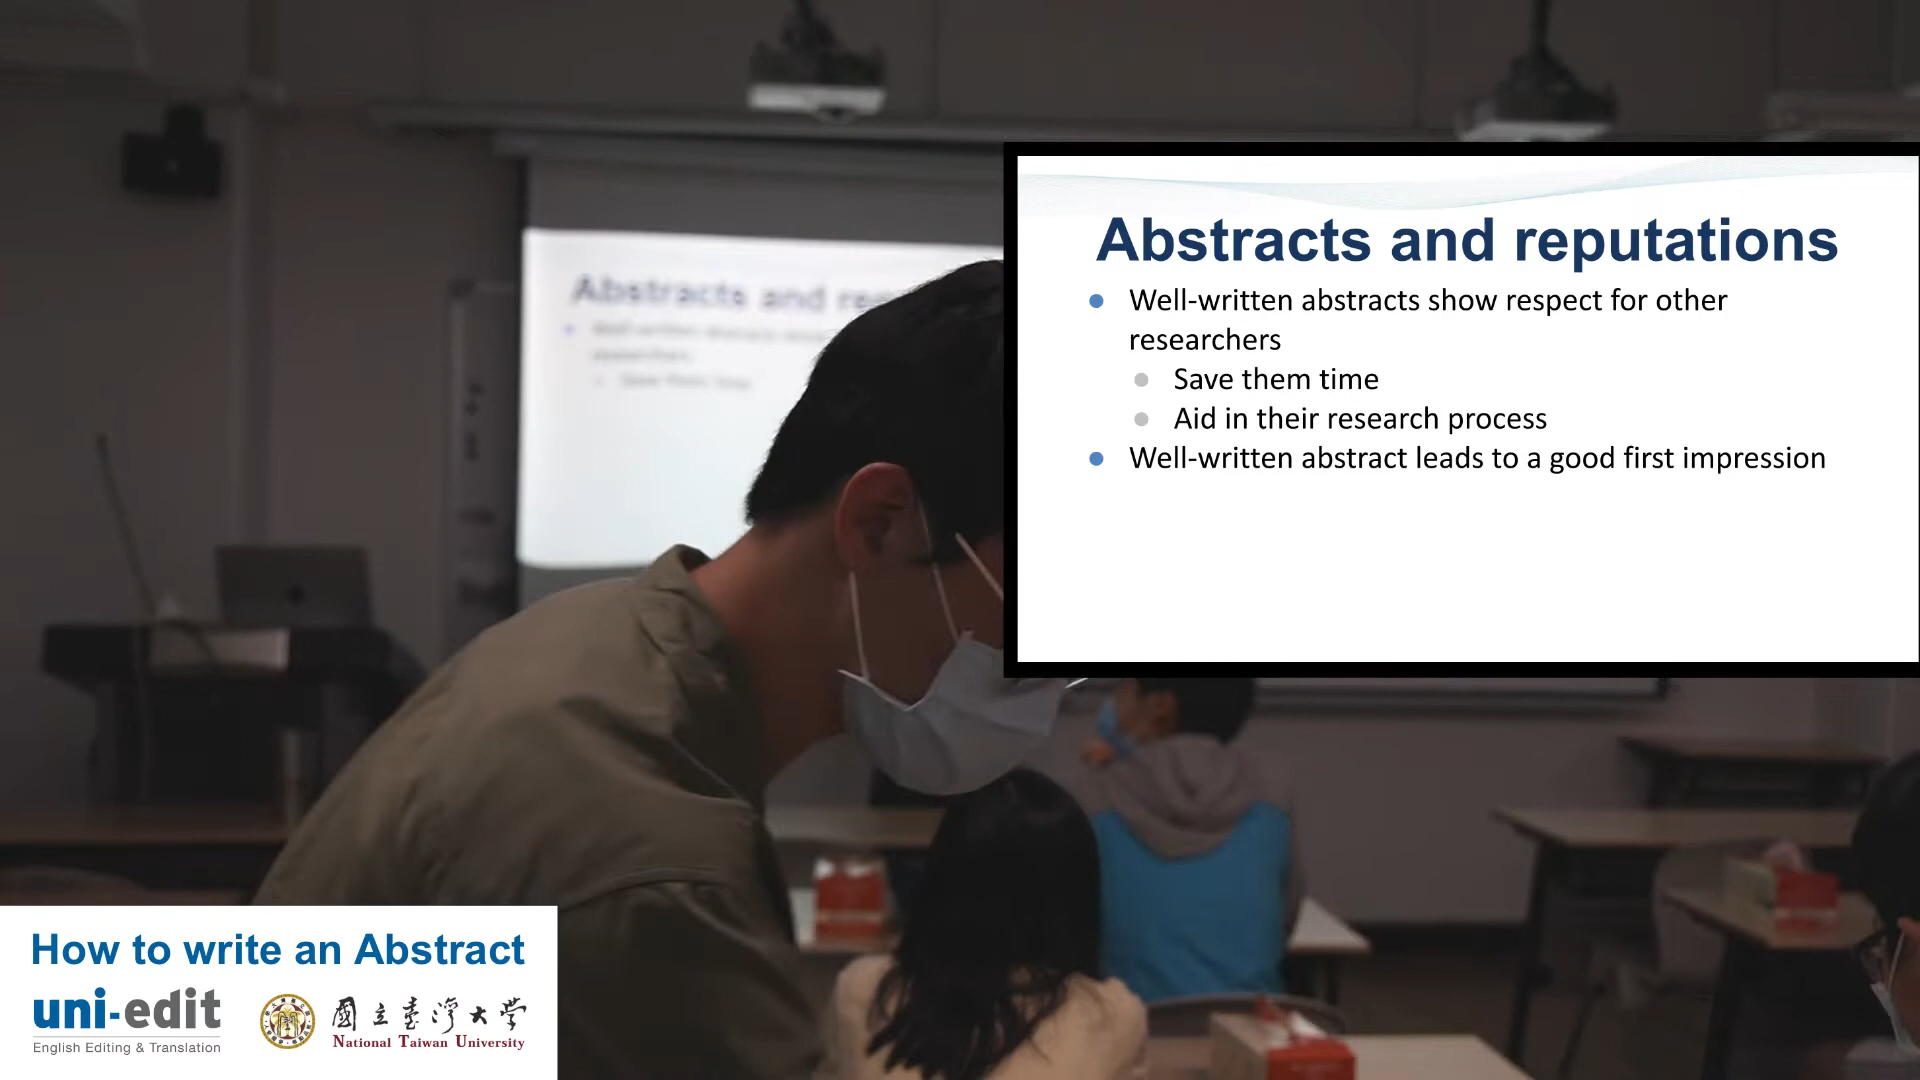 Abstracts and reputations
Well-written abstracts show respect for other
researchers
Save them time
Aid in their research process
Well-written abstract leads to a good first impression
Abstracts and
How to write an Abstract
uni-edit
English Editing & Translation
國立臺灣大學
National Taiwan University